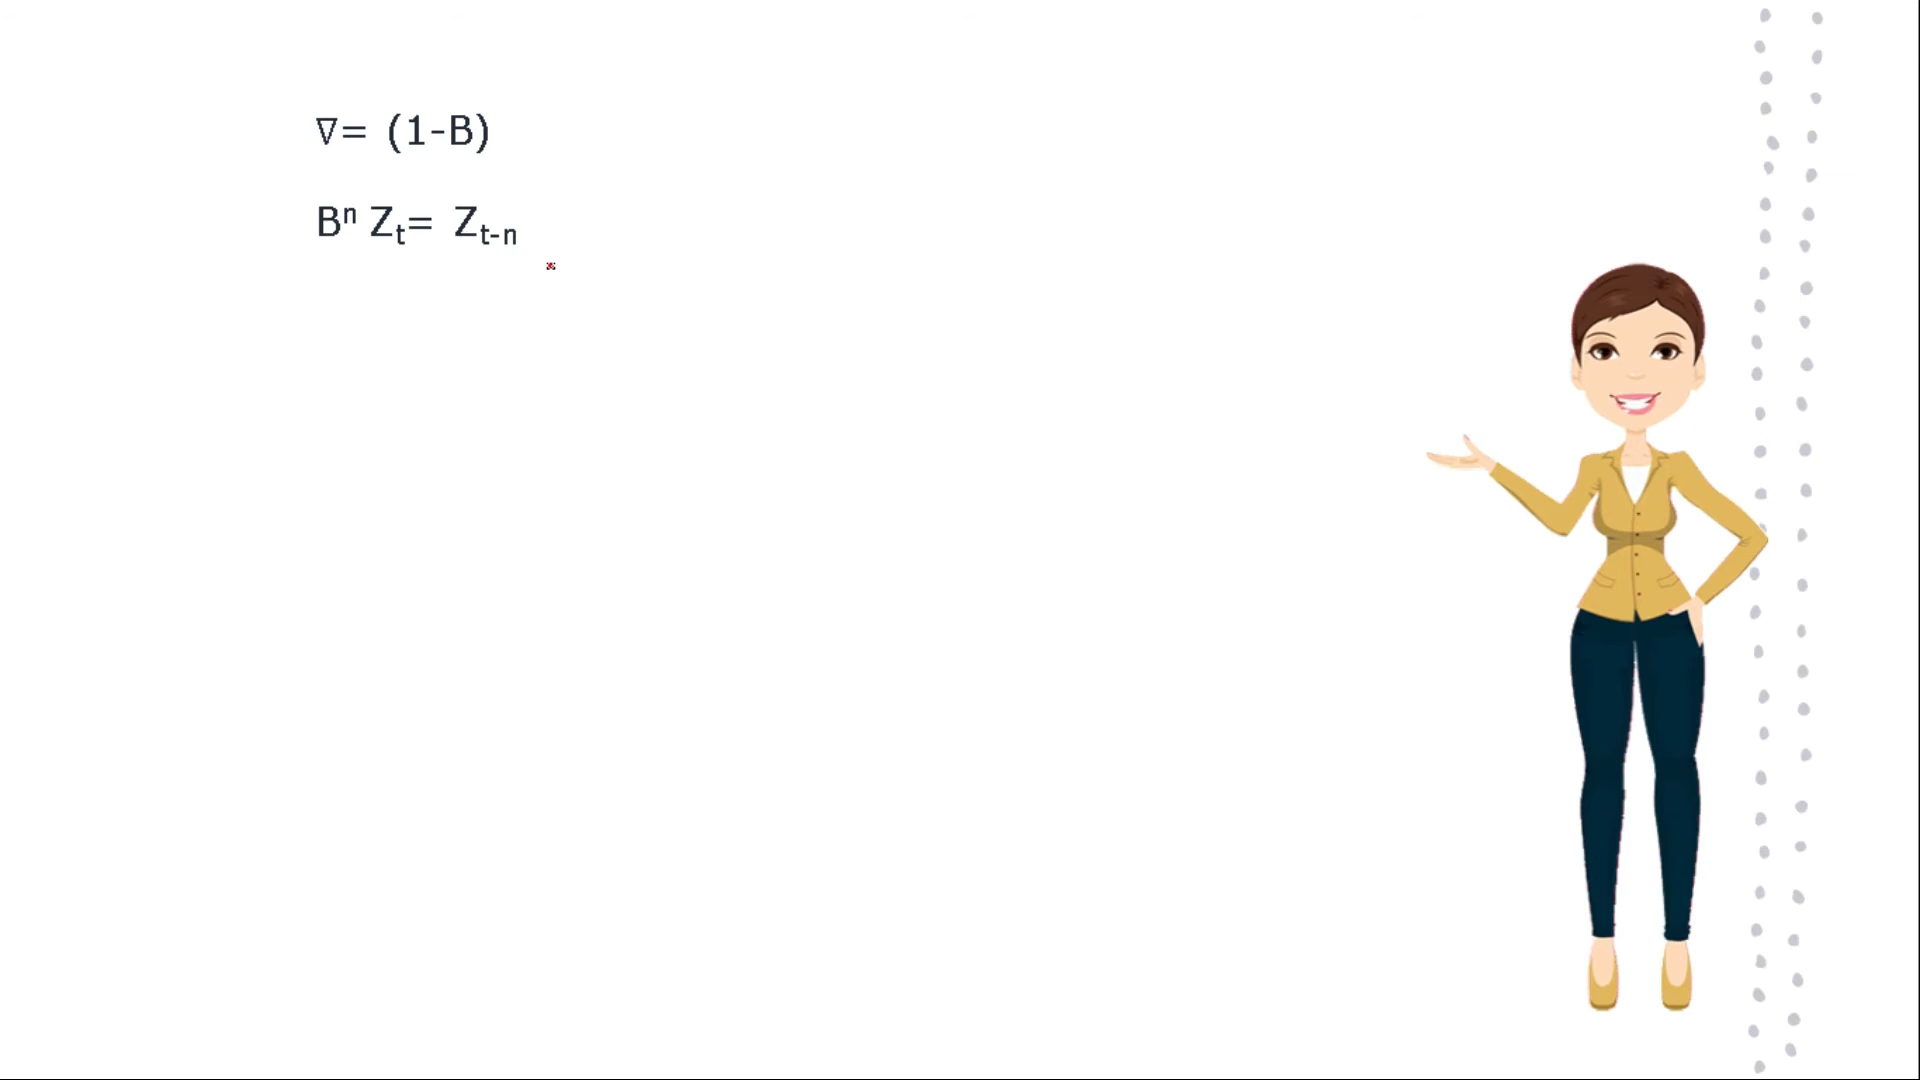 ∇= (1-B)
Bⁿ Zₜ= Zₜ₋ₙ